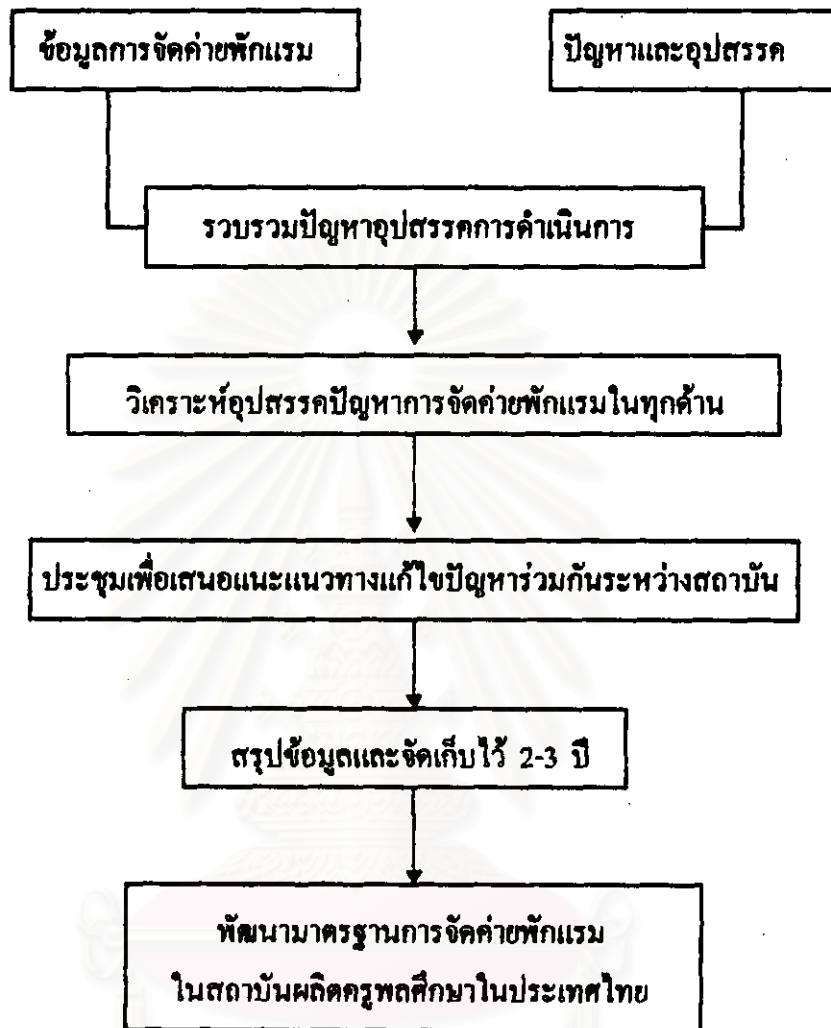 ข้อมูลการจัดค่ายพักแรม
ปัญหาและอุปสรรค
รวบรวมปัญหาอุปสรรคการดำเนินการ
วิเคราะห์อุปสรรคปัญหาการจัดค่ายพักแรมในทุกด้าน
ประชุมเพื่อเสนอแนะแนวทางแก้ไขปัญหาร่วมกันระหว่างสถาบัน
สรุปข้อมูลและจัดเก็บไว้ 2-3 ปี
พัฒนามาตรฐานการจัดค่ายพักแรม
ในสถาบันผลิตครูพลศึกษาในประเทศไทย